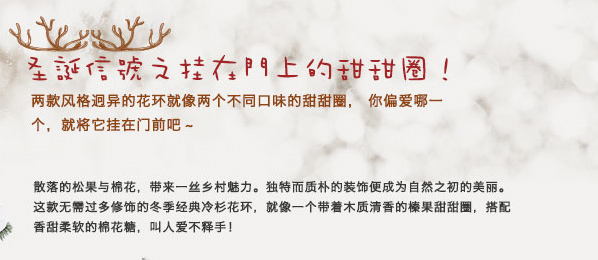 圣誕信號之挂在門上的甜甜圈！
两款风格迥异的花环就像两个不同口味的甜甜圈， 你偏爱哪一
个，就将它挂在门前吧～
散落的松果与棉花，带来一丝乡村魅力。独特而质朴的装饰便成为自然之初的美丽。
这款无需过多修饰的冬季经典冷杉花环，就像一个带着木质清香的榛果甜甜圈，搭配
香甜柔软的棉花糖，叫人爱不释手！